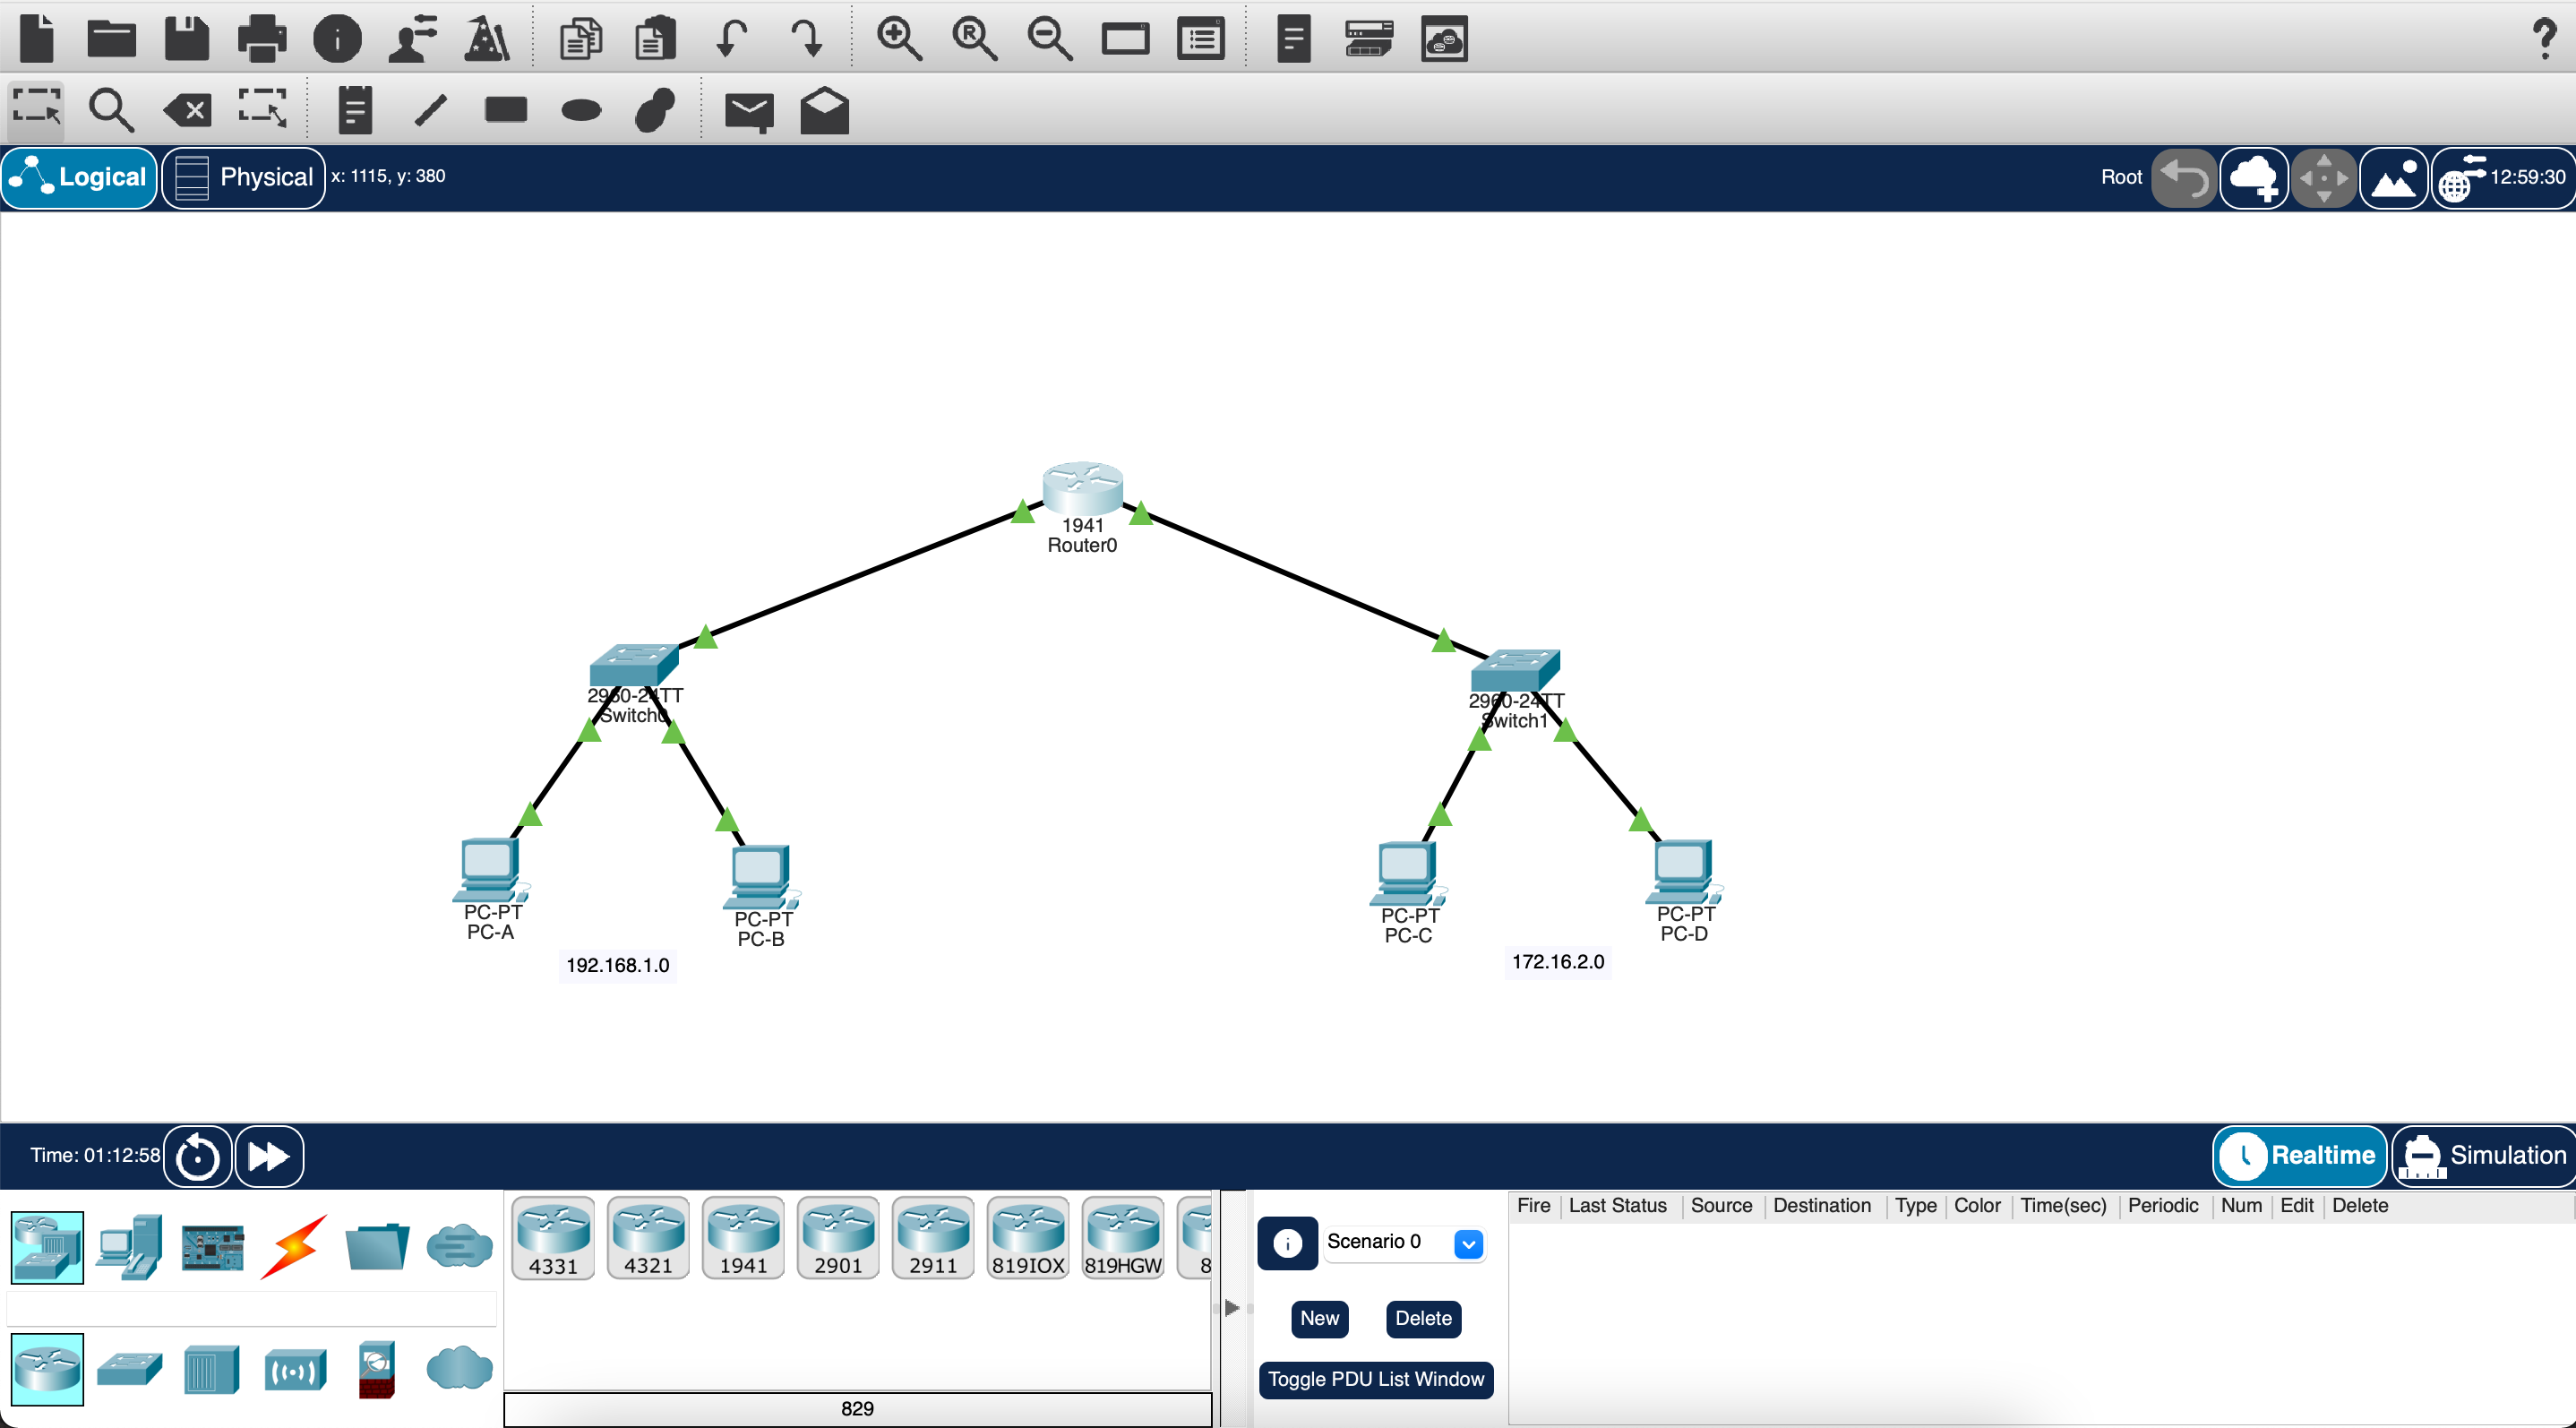 Logical
Physical
x: 1115, y: 380
Root
12:59:30
1941
Router0
2960-24TT
Switch0
2960-24TT
Switch1
PC-PT
PC-A
PC-PT
PC-B
PC-PT
PC-C
PC-PT
PC-D
192.168.1.0
172.16.2.0
Time: 01:12:58
Realtime
Simulation
4331
4321
1941
2901
2911
819IOX
819HGW
8
829
Scenario 0
New
Delete
Toggle PDU List Window
Fire Last Status Source Destination Type Color Time(sec) Periodic Num Edit Delete